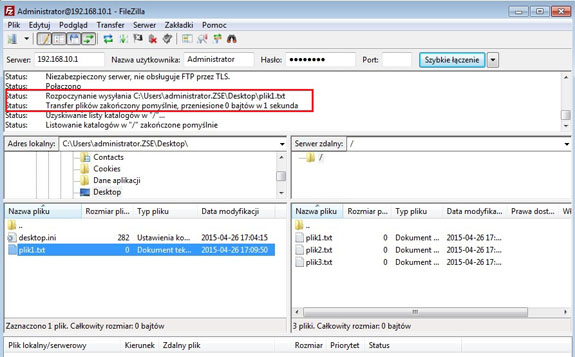 Administrator@192.168.10.1 - FileZilla
Plik Edytuj Podgląd Transfer Serwer Zakładki Pomoc
Serwer: 192.168.10.1 Nazwa użytkownika: Administrator Hasło: ●●●●●●●● Port: Szybkie łączenie
Status: Niezabezpieczony serwer, nie obsługuje FTP przez TLS.
Status: Połączono
Status: Rozpoczynanie wysyłania C:\Users\administrator.ZSE\Desktop\plik1.txt
Status: Transfer plików zakończony pomyślnie, przeniesione 0 bajtów w 1 sekunda
Status: Uzyskiwanie listy katalogów w "/"...
Status: Listowanie katalogów w "/" zakończone pomyślnie
Adres lokalny: C:\Users\administrator.ZSE\Desktop\
Contacts
Cookies
Dane aplikacji
Desktop
Serwer zdalny: /
/
Nazwa pliku Rozmiar pli... Typ pliku Data modyfikacji
..
desktop.ini 282 Ustawienia ko... 2015-04-26 17:04:15
plik1.txt 0 Dokument tek... 2015-04-26 17:09:50
Zaznaczono 1 plik. Całkowity rozmiar: 0 bajtów
Nazwa pliku Rozmiar p... Typ pliku Data modyfikacji Prawa dost... Wł
..
plik1.txt 0 Dokument ... 2015-04-26 17:...
plik2.txt 0 Dokument ... 2015-04-26 17:...
plik3.txt 0 Dokument ... 2015-04-26 17:...
3 pliki. Całkowity rozmiar: 0 bajtów
Plik lokalny/serwerowy Kierunek Zdalny plik Rozmiar Priorytet Status